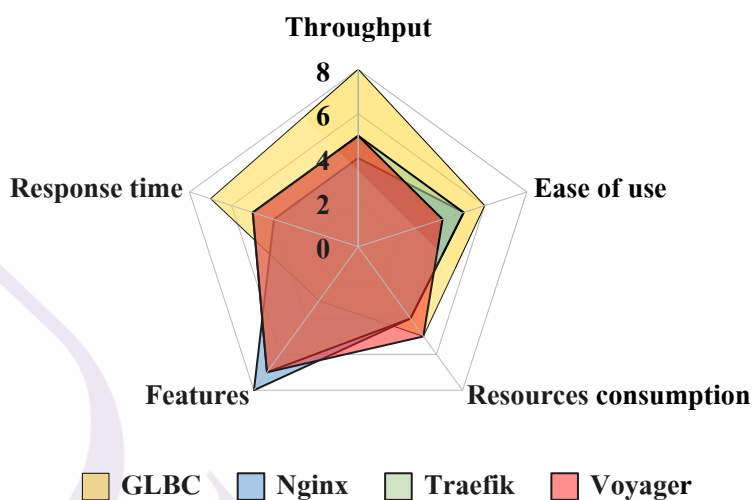 Throughput
8
6
4
2
0
Response time
Ease of use
Features
Resources consumption
GLBC Nginx Traefik Voyager